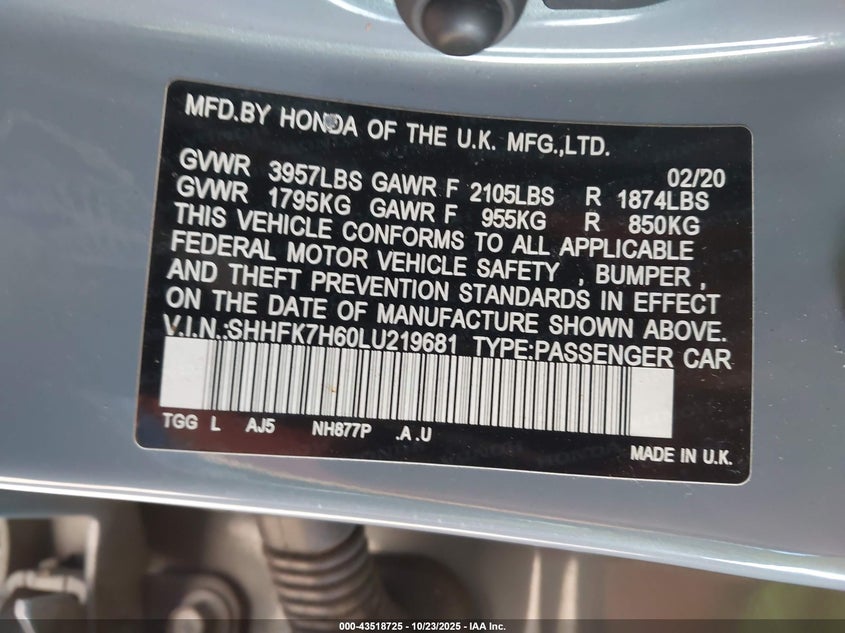 MFD.BY HONDA OF THE U.K. MFG.,LTD.
02/20
GVWR 3957LBS GAWR F 2105LBS R 1874LBS
GVWR 1795KG GAWR F 955KG R 850KG
THIS VEHICLE CONFORMS TO ALL APPLICABLE
FEDERAL MOTOR VEHICLE SAFETY , BUMPER ,
AND THEFT PREVENTION STANDARDS IN EFFECT
ON THE DATE OF MANUFACTURE SHOWN ABOVE.
V.I.N.:SHHFK7H60LU219681 TYPE:PASSENGER CAR
TGG L AJ5 NH877P .A .U
MADE IN U.K.
000-43518725 - 10/23/2025 - IAA Inc.